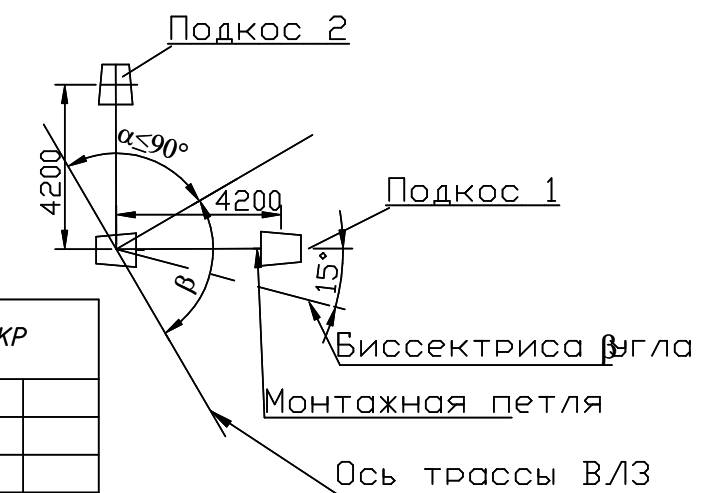 Подкос 2
α≤90°
4200
4200
Подкос 1
15°
β
КР
Биссектриса β угла
Монтажная петля
Ось трассы ВЛЗ